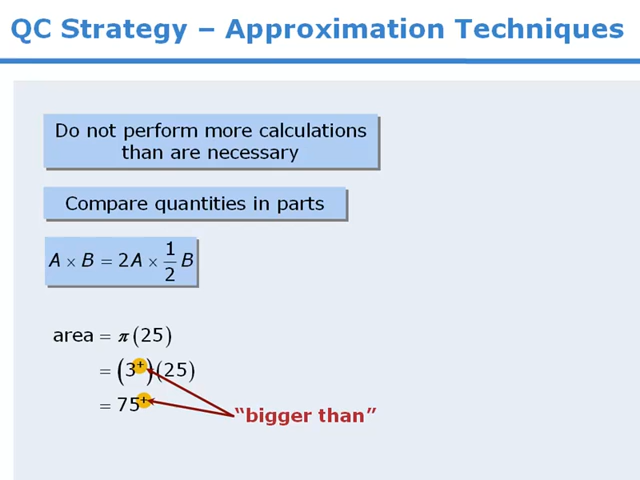 QC Strategy – Approximation Techniques
Do not perform more calculations
than are necessary
Compare quantities in parts
A × B = 2A × 1/2 B
area = π(25)
= (3⁺)(25)
= 75⁺
“bigger than”